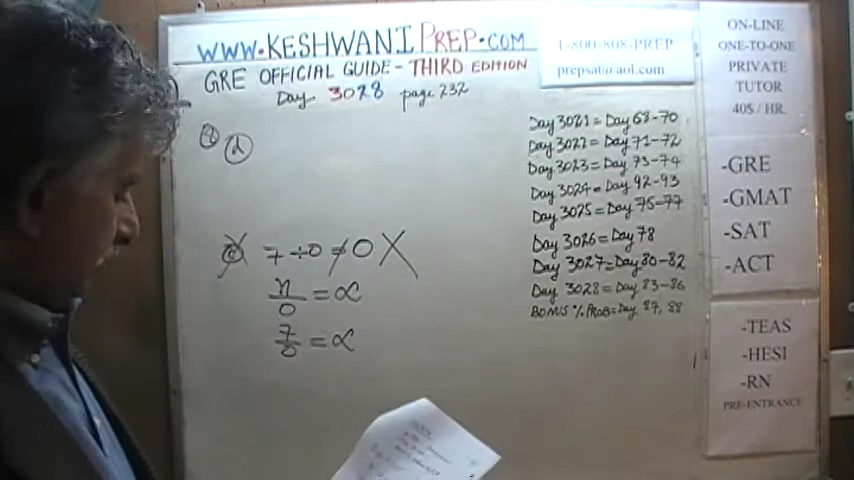 WWW.KESHWANIPREP.COM
GRE OFFICIAL GUIDE - THIRD EDITION
Day 3028 page 232
1-800-808-PREP
prepsat@aol.com
ON-LINE
ONE-TO-ONE
PRIVATE
TUTOR
40$ / HR.
-GRE
-GMAT
-SAT
-ACT
-TEAS
-HESI
-RN
PRE-ENTRANCE
Day 3021 = Day 68-70
Day 3022 = Day 71-72
Day 3023 = Day 73-74
Day 3024 = Day 92-93
Day 3025 = Day 75-77
Day 3026 = Day 78
Day 3027 = Day 80-82
Day 3028 = Day 83-86
BONUS % PROB = Day 87, 88
d
7 ÷ 0 ≠ 0 X
n/0 = ∝
7/0 = ∝